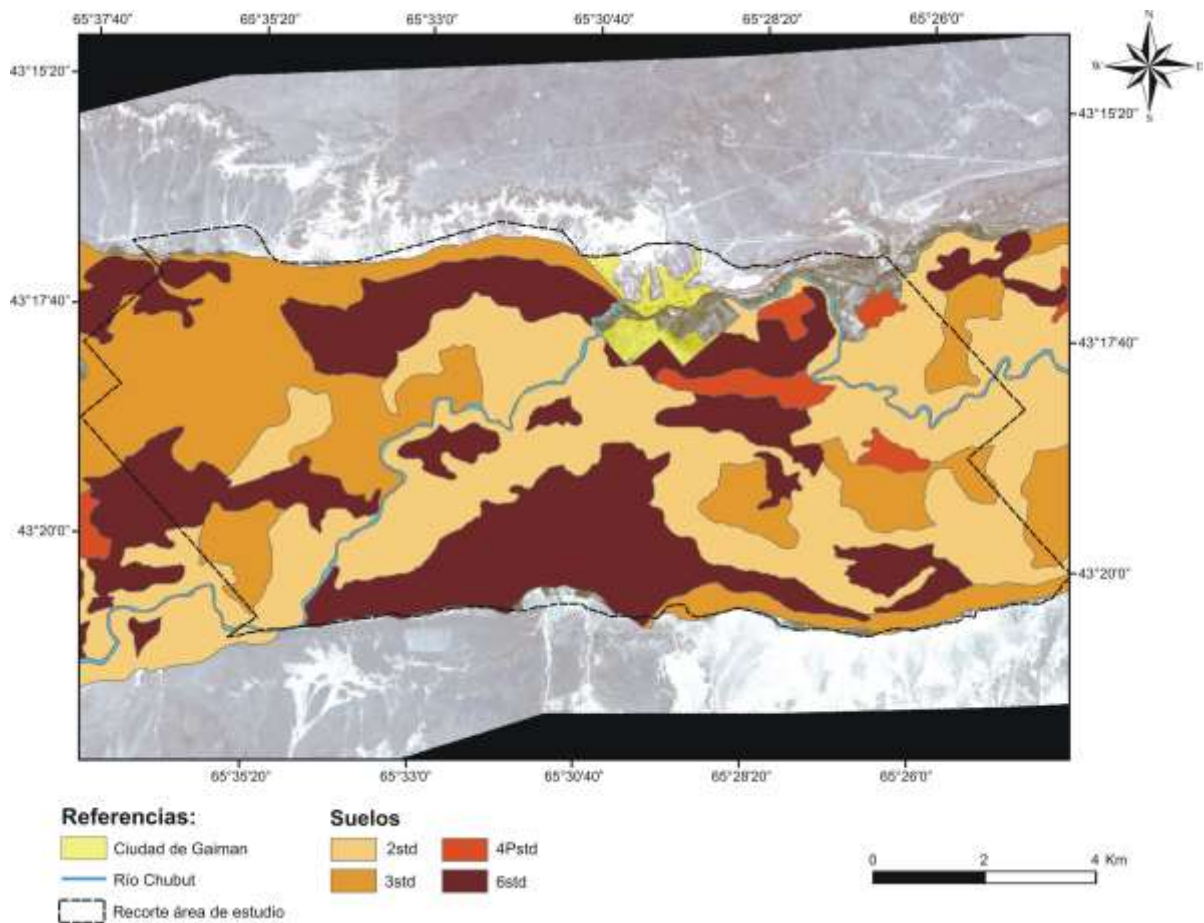 65°37'40" 65°35'20" 65°33'0" 65°30'40" 65°28'20" 65°26'0"
N
W E
S
43°15'20"
43°15'20"
43°17'40"
43°17'40"
43°20'0"
43°20'0"
65°35'20" 65°33'0" 65°30'40" 65°28'20" 65°26'0"
Referencias:
Ciudad de Gaiman
Río Chubut
Recorte área de estudio
Suelos
2std 4Pstd
3std 6std
0 2 4 Km